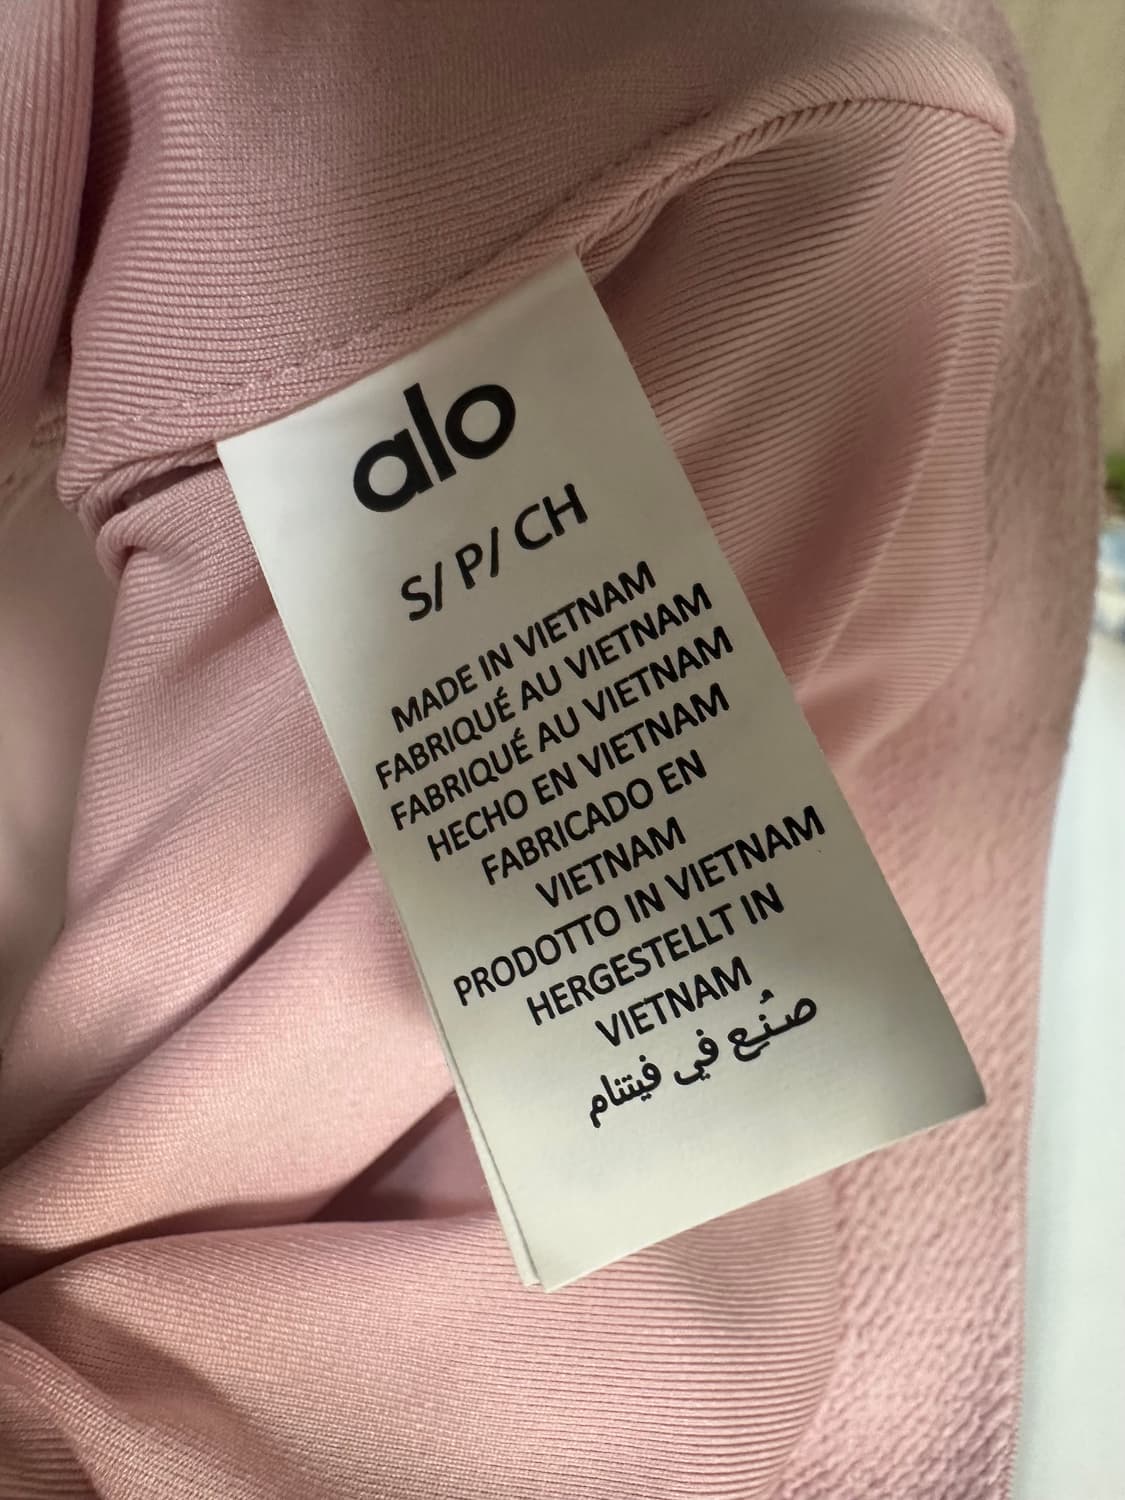 alo
S/ P/ CH
MADE IN VIETNAM
FABRIQUÉ AU VIETNAM
FABRIQUÉ AU VIETNAM
HECHO EN VIETNAM
FABRICADO EN
VIETNAM
PRODOTTO IN VIETNAM
HERGESTELLT IN
VIETNAM
صُنع في فيتنام